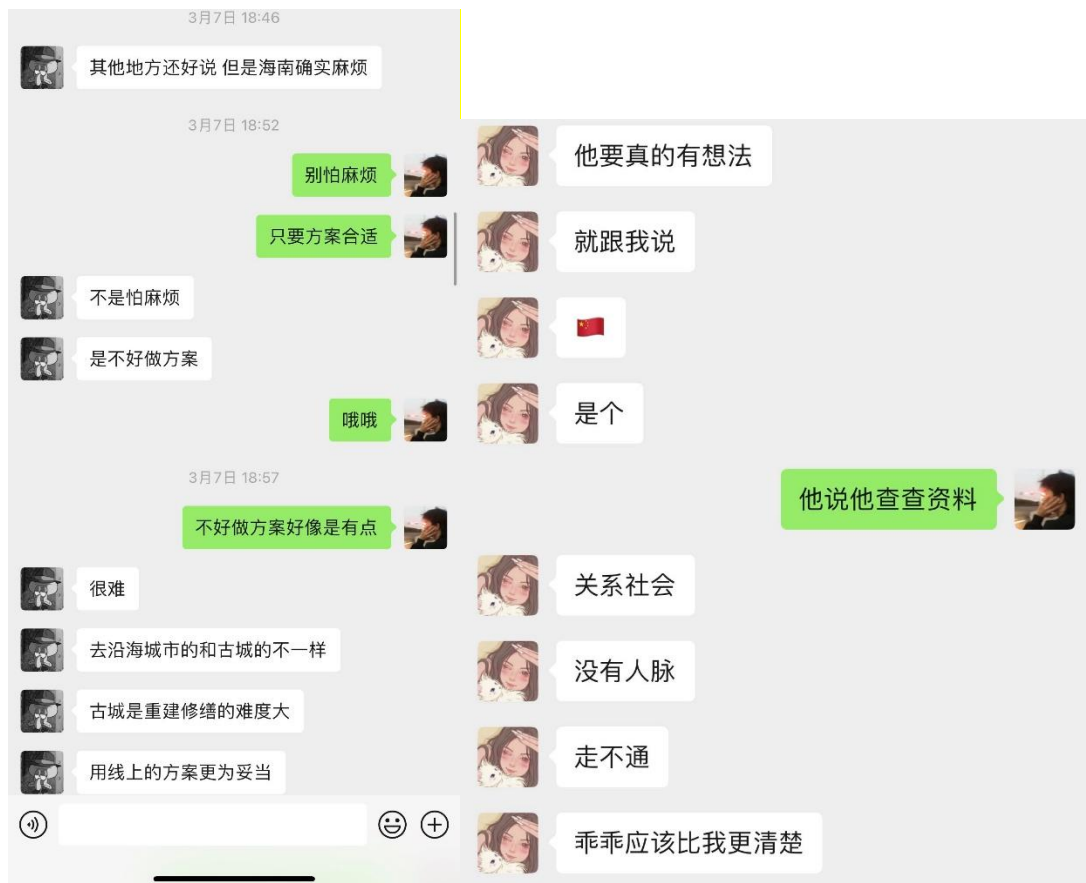 3月7日 18:46
其他地方还好说 但是海南确实麻烦
3月7日 18:52
别怕麻烦
只要方案合适
不是怕麻烦
是不好做方案
哦哦
3月7日 18:57
不好做方案好像是有点
很难
去沿海城市的和古城的不一样
古城是重建修缮的难度大
用线上的方案更为妥当
他要真的有想法
就跟我说
🇨🇳
是个
他说他查查资料
关系社会
没有人脉
走不通
乖乖应该比我更清楚